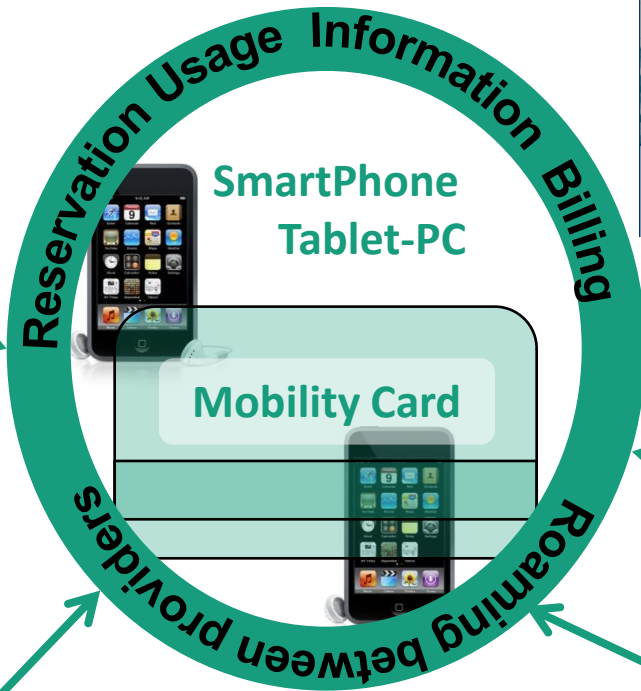 Reservation Usage Information Billing
SmartPhone
Tablet-PC
Mobility Card
Roaming between providers